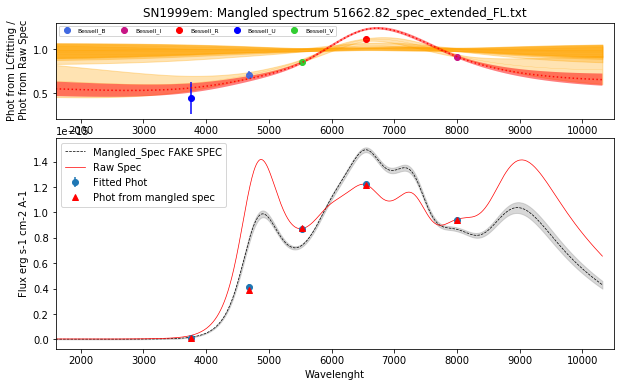 SN1999em: Mangled spectrum 51662.82_spec_extended_FL.txt
Phot from LCfitting /
Phot from Raw Spec
1.0
0.5
Bessell_B
Bessell_I
Bessell_R
Bessell_U
Bessell_V
2000 3000 4000 5000 6000 7000 8000 9000 10000
Flux erg s-1 cm-2 A-1
1.4
1.2
1.0
0.8
0.6
0.4
0.2
0.0
Mangled_Spec FAKE SPEC
Raw Spec
Fitted Phot
Phot from mangled spec
2000 3000 4000 5000 6000 7000 8000 9000 10000
Wavelenght